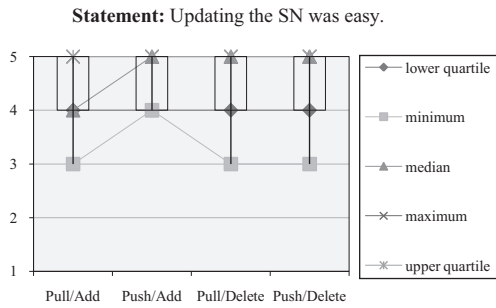 Statement: Updating the SN was easy.
5
4
3
2
1
Pull/Add Push/Add Pull/Delete Push/Delete
lower quartile
minimum
median
maximum
upper quartile